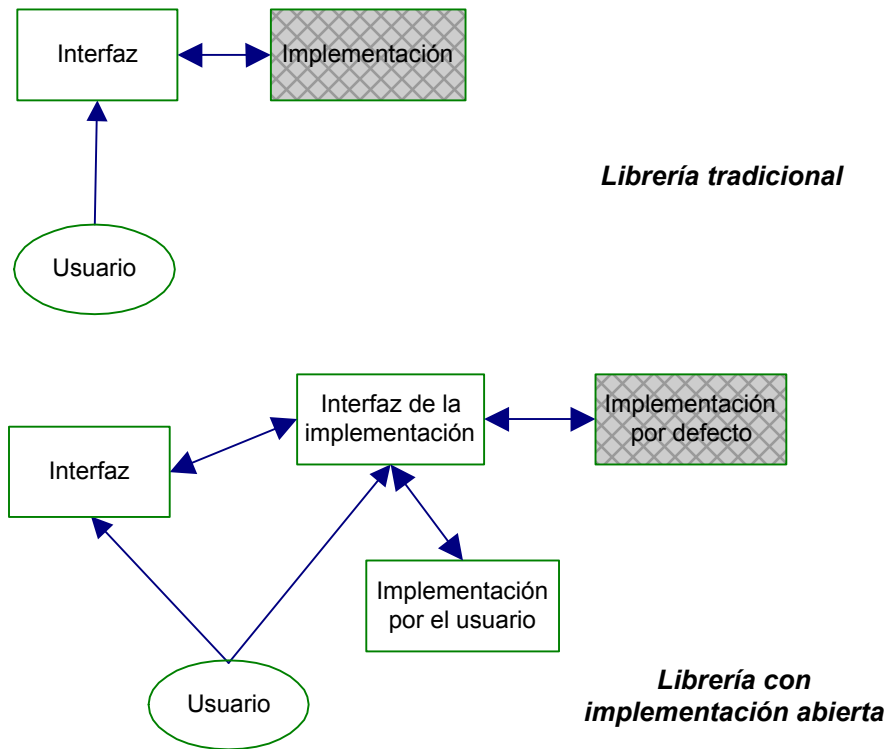 Interfaz
Implementación
Librería tradicional
Usuario
Interfaz de la
implementación
Implementación
por defecto
Interfaz
Implementación
por el usuario
Usuario
Librería con
implementación abierta